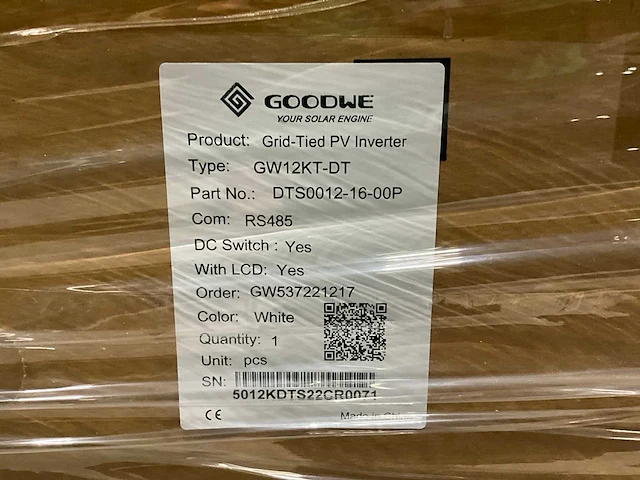 GOODWE
YOUR SOLAR ENGINE
Product: Grid-Tied PV Inverter
Type: GW12KT-DT
Part No.: DTS0012-16-00P
Com: RS485
DC Switch : Yes
With LCD: Yes
Order: GW537221217
Color: White
Quantity: 1
Unit: pcs
SN:
5012KDTS22CR0071
CE Made in China